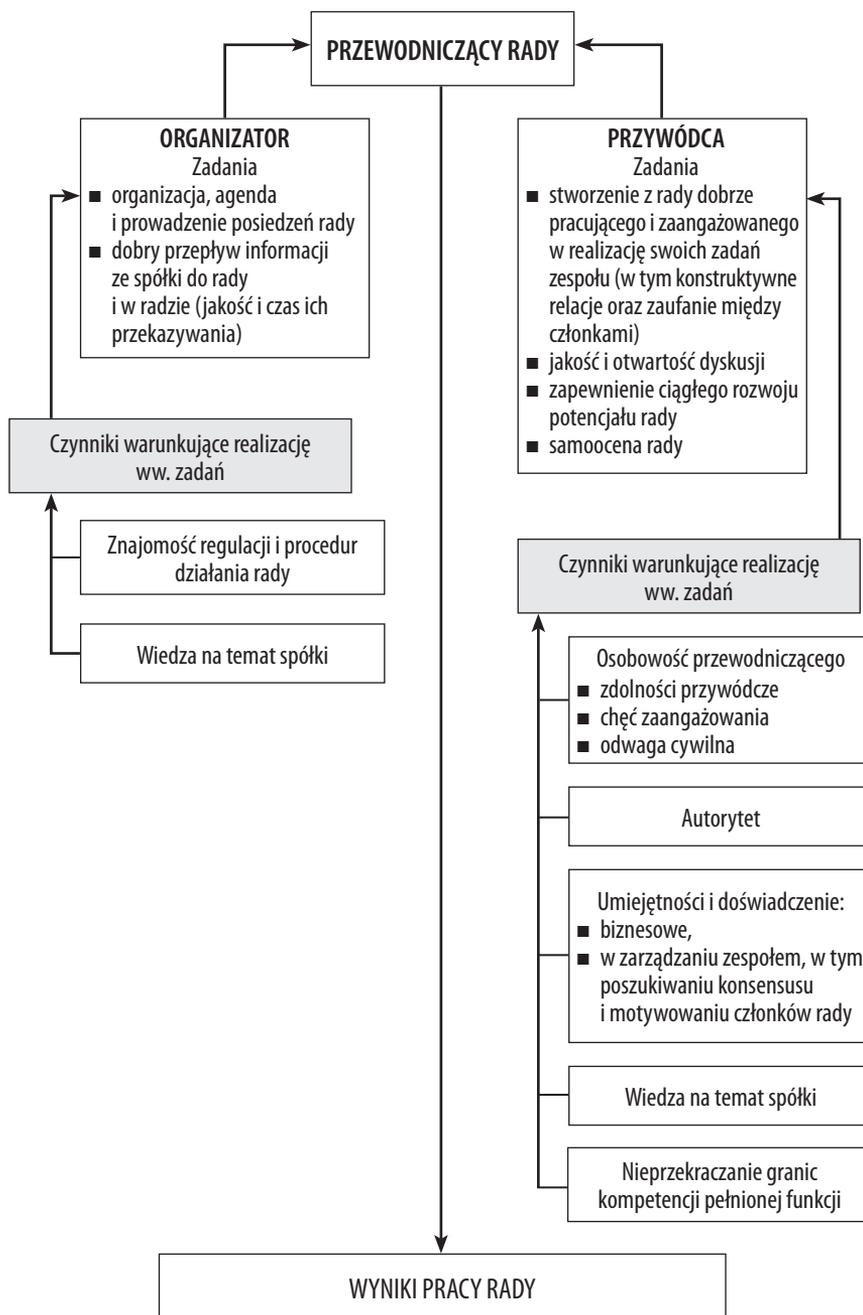 PRZEWODNICZĄCY RADY
ORGANIZATOR
Zadania
■ organizacja, agenda
i prowadzenie posiedzeń rady
■ dobry przepływ informacji
ze spółki do rady
i w radzie (jakość i czas ich
przekazywania)
Czynniki warunkujące realizację
ww. zadań
Znajomość regulacji i procedur
działania rady
Wiedza na temat spółki
PRZYWÓDCA
Zadania
■ stworzenie z rady dobrze
pracującego i zaangażowanego
w realizację swoich zadań
zespołu (w tym konstruktywne
relacje oraz zaufanie między
członkami)
■ jakość i otwartość dyskusji
■ zapewnienie ciągłego rozwoju
potencjału rady
■ samoocena rady
Czynniki warunkujące realizację
ww. zadań
Osobowość przewodniczącego
■ zdolności przywódcze
■ chęć zaangażowania
■ odwaga cywilna
Autorytet
Umiejętności i doświadczenie:
■ biznesowe,
■ w zarządzaniu zespołem, w tym
poszukiwaniu konsensusu
i motywowaniu członków rady
Wiedza na temat spółki
Nieprzekraczanie granic
kompetencji pełnionej funkcji
WYNIKI PRACY RADY